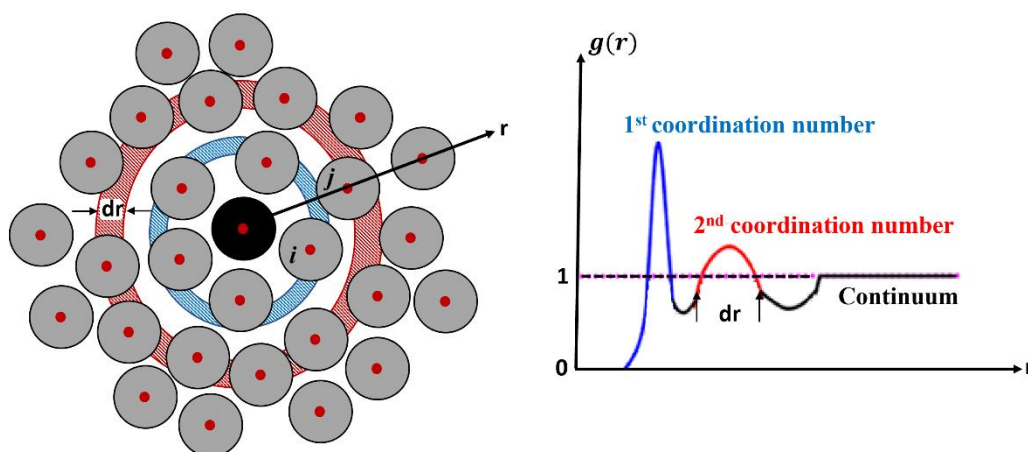 r
j
dr
i
g(r)
1st coordination number
2nd coordination number
1
Continuum
dr
0
r